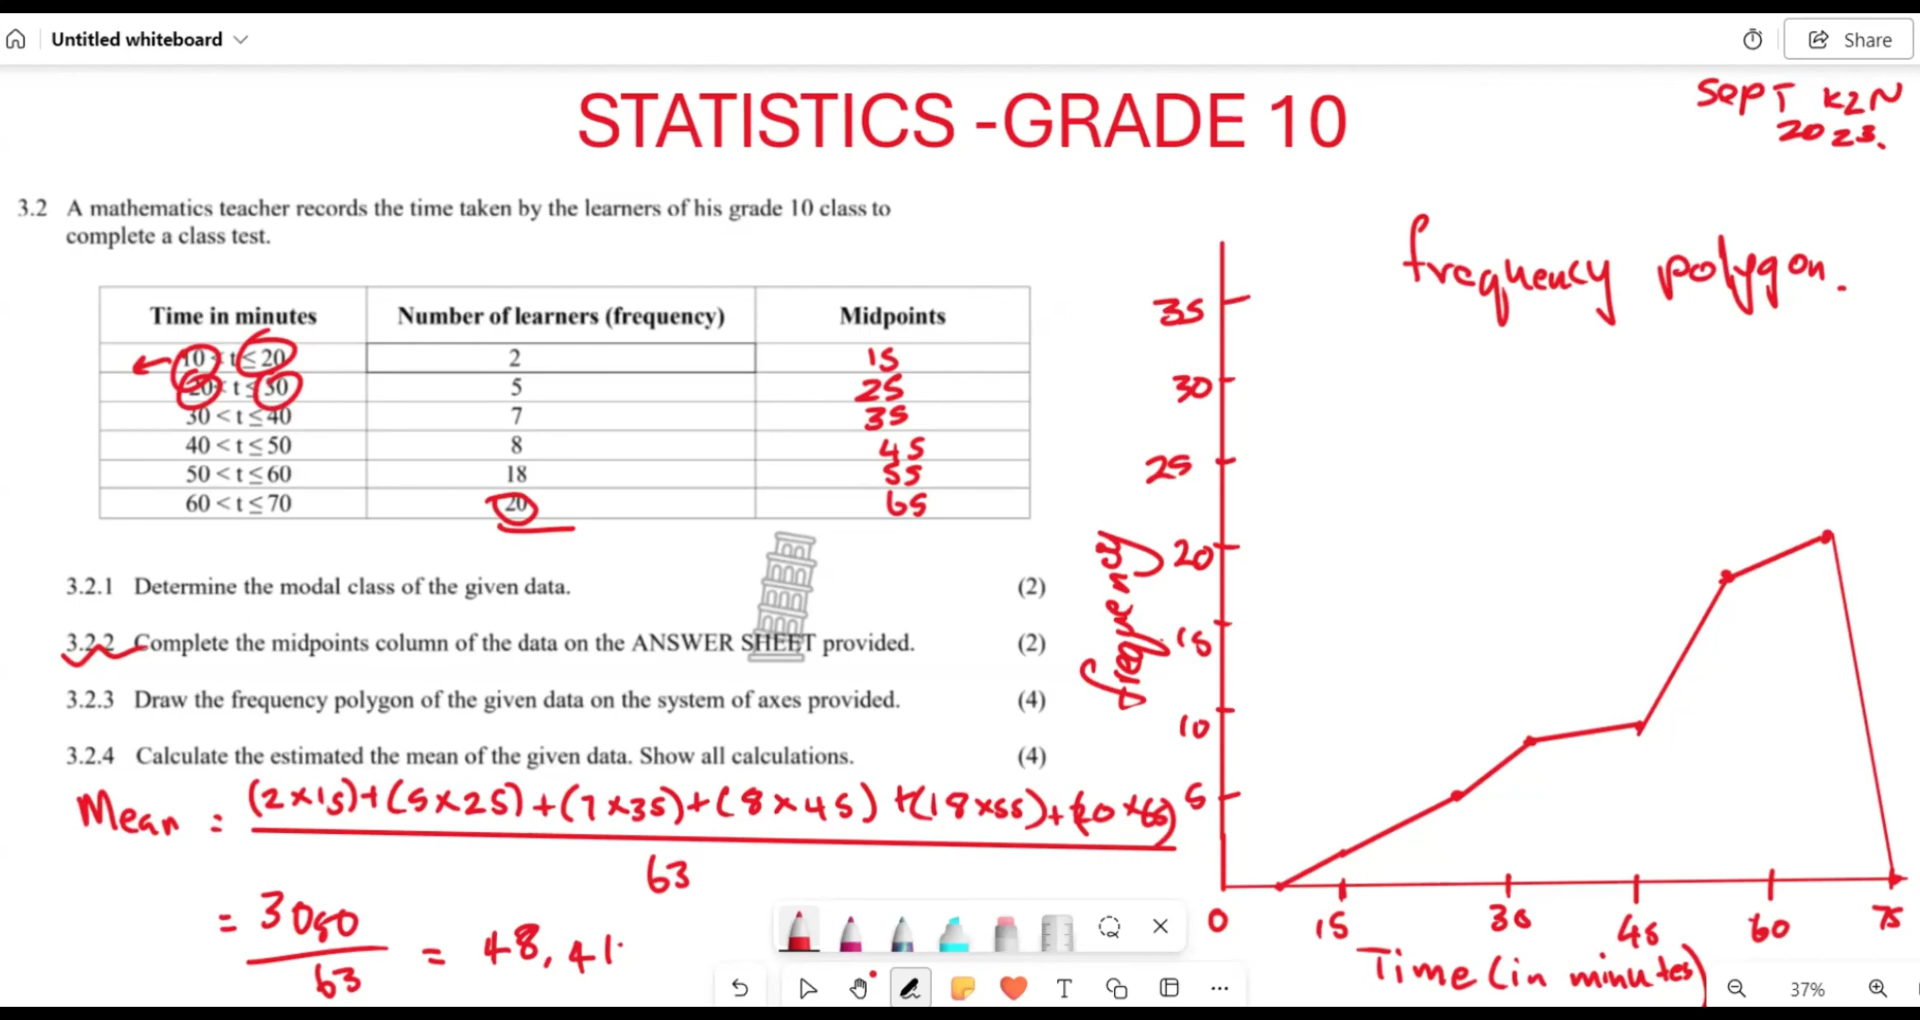 Untitled whiteboard
Share
STATISTICS -GRADE 10
SEPT KZN
2023.
3.2 A mathematics teacher records the time taken by the learners of his grade 10 class to
complete a class test.
Time in minutes Number of learners (frequency) Midpoints
10 < t ≤ 20 2 15
20 < t ≤ 30 5 25
30 < t ≤ 40 7 35
40 < t ≤ 50 8 45
50 < t ≤ 60 18 55
60 < t ≤ 70 20 65
3.2.1 Determine the modal class of the given data. (2)
3.2.2 Complete the midpoints column of the data on the ANSWER SHEET provided. (2)
3.2.3 Draw the frequency polygon of the given data on the system of axes provided. (4)
3.2.4 Calculate the estimated the mean of the given data. Show all calculations. (4)
Mean = (2×15)+(5×25)+(7×35)+(8×45)+(18×55)+(20×65)
63
= 3050
63
= 48,41
frequency polygon.
35
30
25
20
15
10
5
frequency
0 15 30 45 60 75
Time (in minutes)
T
37%